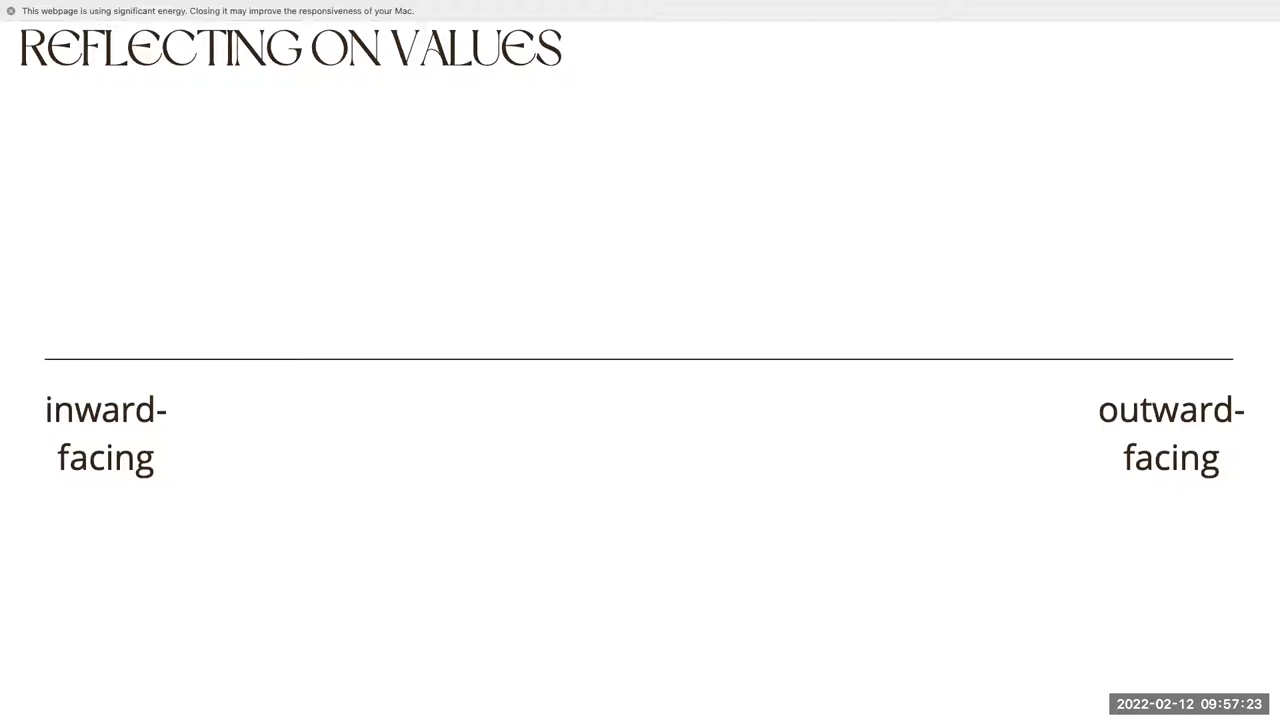 This webpage is using significant energy. Closing it may improve the responsiveness of your Mac.
REFLECTING ON VALUES
inward-
facing
outward-
facing
2022-02-12 09:57:23